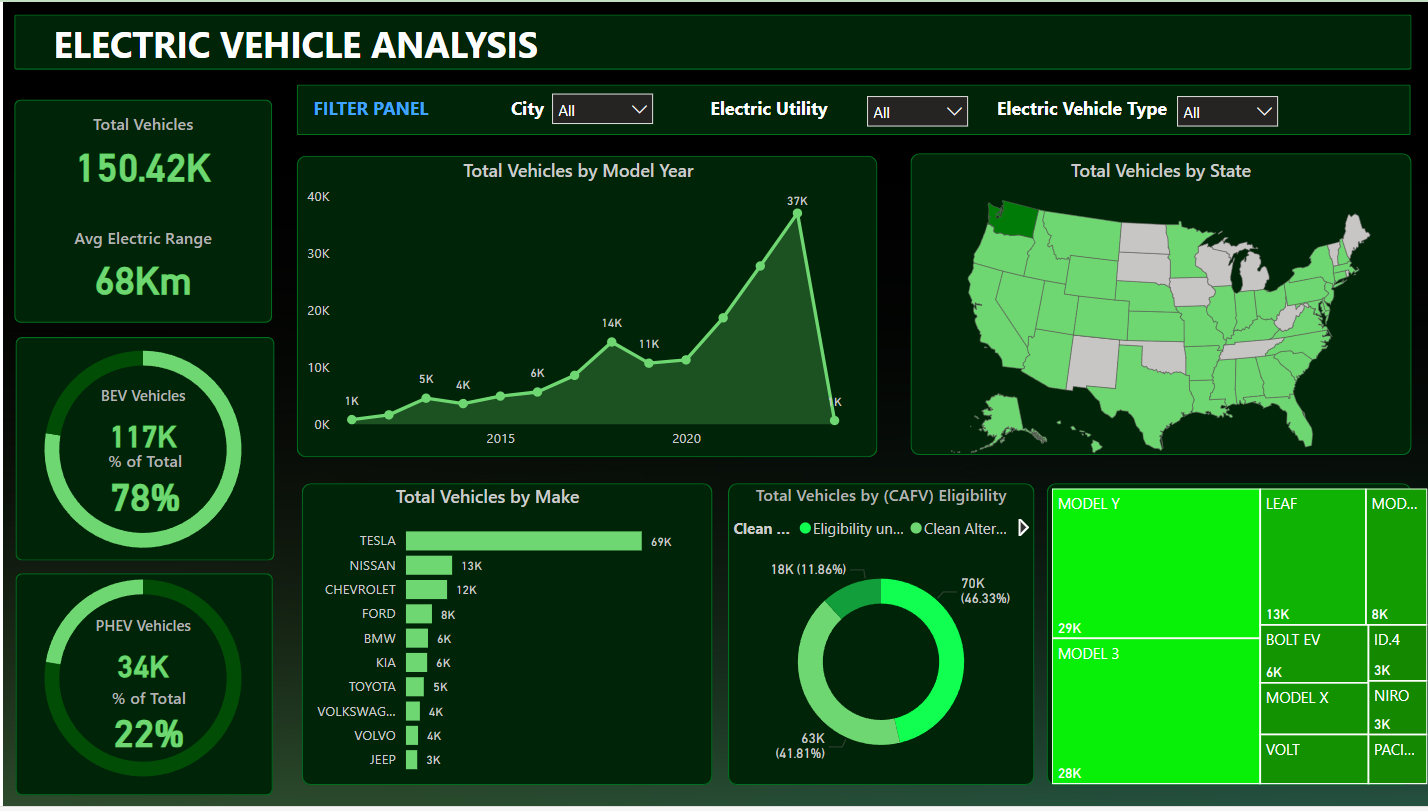 ELECTRIC VEHICLE ANALYSIS
FILTER PANEL
City
All
Electric Utility
All
Electric Vehicle Type
All
Total Vehicles
150.42K
Avg Electric Range
68Km
BEV Vehicles
117K
% of Total
78%
PHEV Vehicles
34K
% of Total
22%
Total Vehicles by Model Year
40K
30K
20K
10K
0K
1K
5K
4K
6K
14K
11K
37K
1K
2015
2020
Total Vehicles by State
Total Vehicles by Make
TESLA 69K
NISSAN 13K
CHEVROLET 12K
FORD 8K
BMW 6K
KIA 6K
TOYOTA 5K
VOLKSWAG... 4K
VOLVO 4K
JEEP 3K
Total Vehicles by (CAFV) Eligibility
Clean ... Eligibility un... Clean Alter...
18K (11.86%)
70K
(46.33%)
63K
(41.81%)
MODEL Y
29K
MODEL 3
28K
LEAF
13K
MOD...
8K
BOLT EV
6K
ID.4
3K
MODEL X
NIRO
3K
VOLT
PACI...